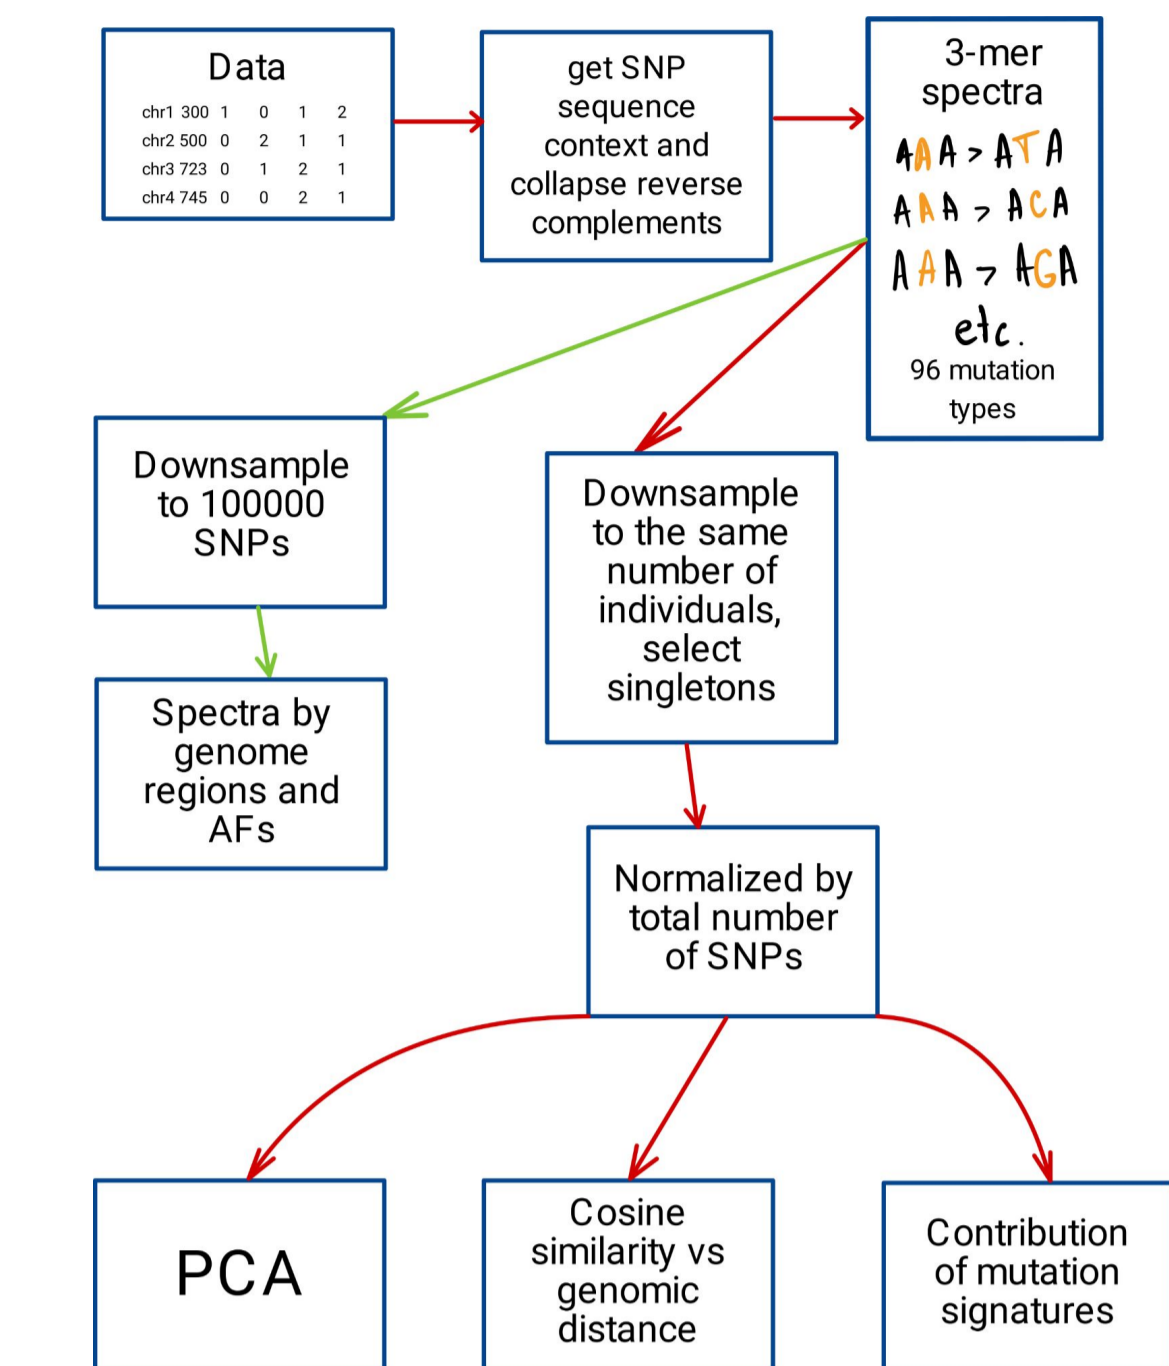 Data
chr1 300 1 0 1 2
chr2 500 0 2 1 1
chr3 723 0 1 2 1
chr4 745 0 0 2 1
get SNP
sequence
context and
collapse reverse
complements
3-mer
spectra
AAA > ATA
AAA > ACA
AAA > AGA
etc.
96 mutation
types
Downsample
to 100000
SNPs
Downsample
to the same
number of
individuals,
select
singletons
Spectra by
genome
regions and
AFs
Normalized by
total number
of SNPs
PCA
Cosine
similarity vs
genomic
distance
Contribution
of mutation
signatures